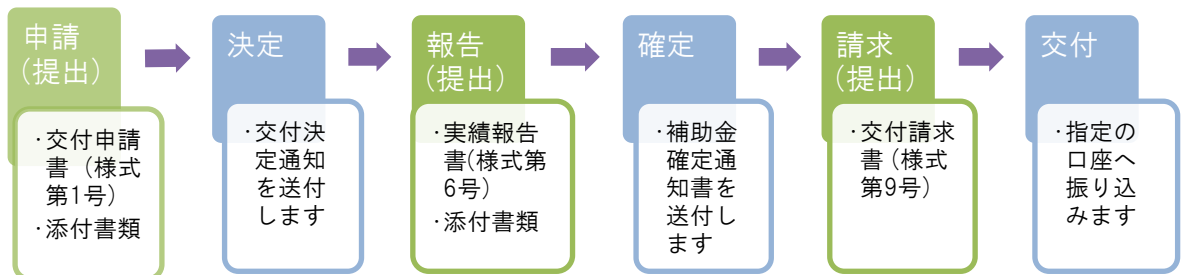 申請
（提出）
・交付申請
書（様式
第1号）
・添付書類
決定
・交付決
定通知
を送付
します
報告
（提出）
・実績報告
書(様式第
6号）
・添付書類
確定
・補助金
確定通
知書を
送付し
ます
請求
（提出）
・交付請求
書（様式
第9号）
交付
・指定の
口座へ
振り込
みます